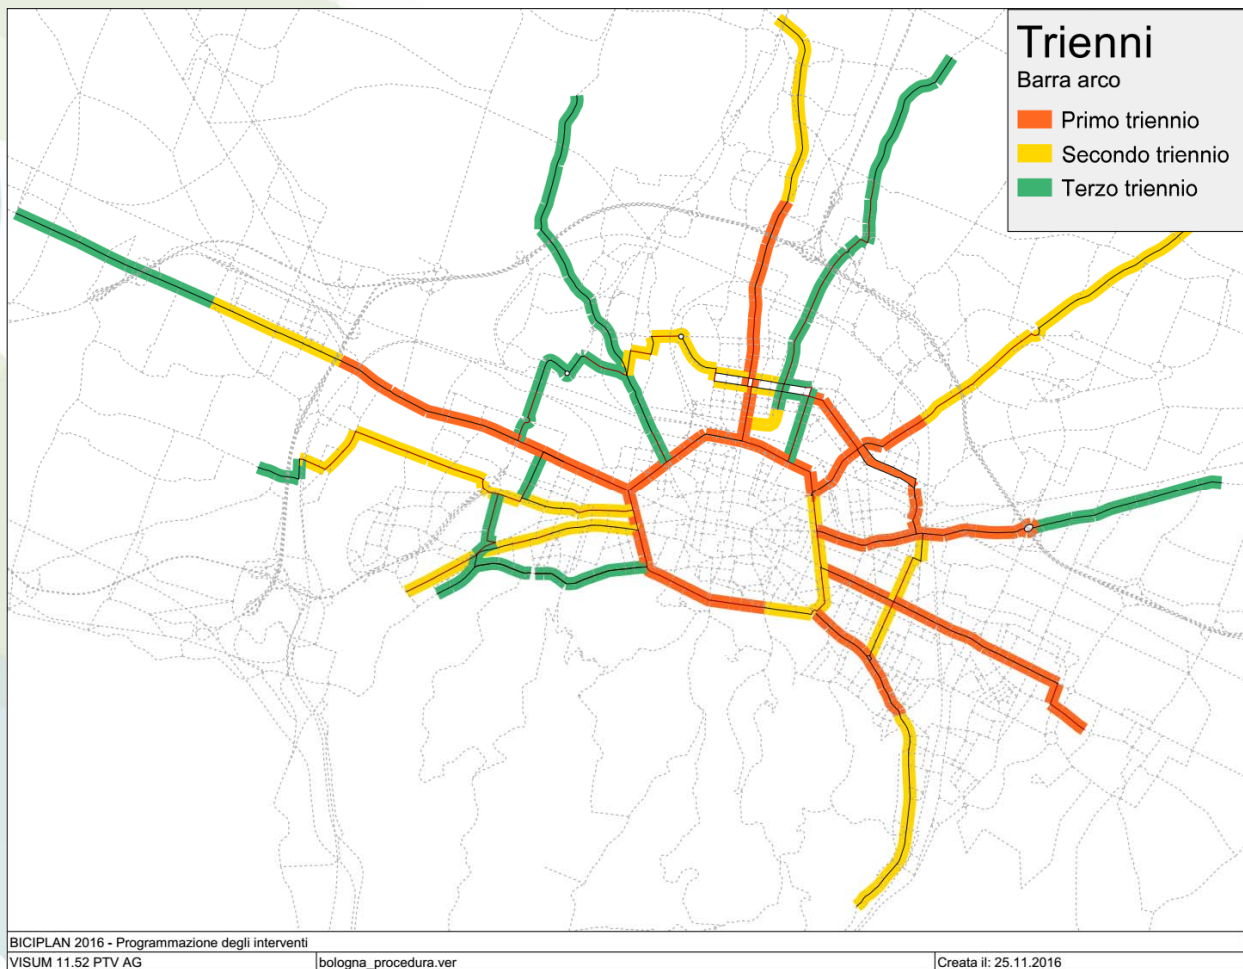 Trienni
Barra arco
Primo triennio
Secondo triennio
Terzo triennio
BICIPLAN 2016 - Programmazione degli interventi
VISUM 11.52 PTV AG
bologna_procedura.ver
Creata il: 25.11.2016